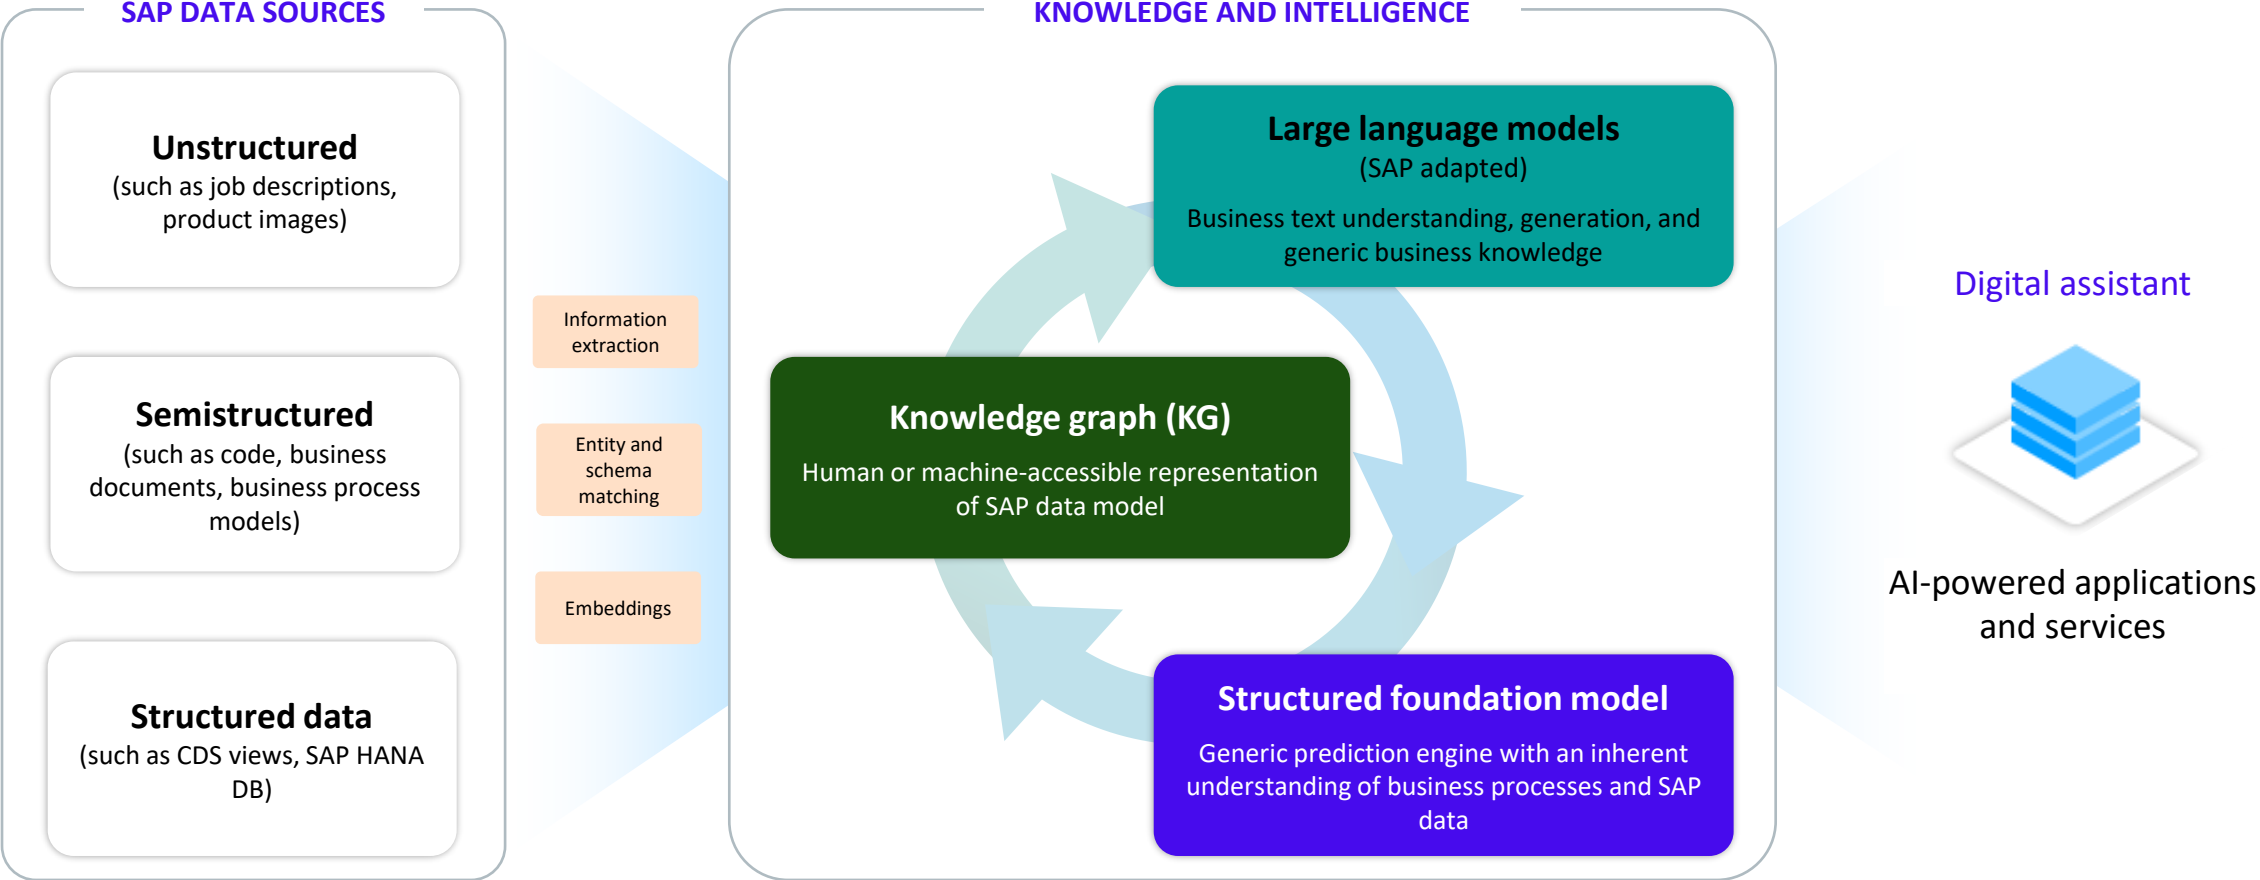 SAP DATA SOURCES
Unstructured
(such as job descriptions,
product images)
Semistructured
(such as code, business
documents, business process
models)
Structured data
(such as CDS views, SAP HANA
DB)
Information
extraction
Entity and
schema
matching
Embeddings
KNOWLEDGE AND INTELLIGENCE
Large language models
(SAP adapted)
Business text understanding, generation, and
generic business knowledge
Knowledge graph (KG)
Human or machine-accessible representation
of SAP data model
Structured foundation model
Generic prediction engine with an inherent
understanding of business processes and SAP
data
Digital assistant
AI-powered applications
and services